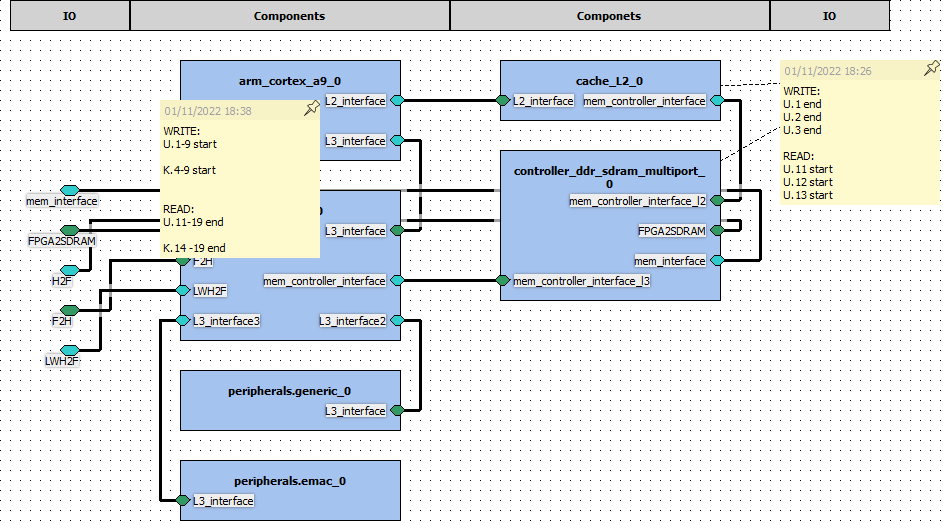 IO
Components
Componets
IO
arm_cortex_a9_0
L2_interface
L3_interface
01/11/2022 18:38
WRITE:
U.1-9 start
K.4-9 start
READ:
U.11-19 end
K.14 -19 end
cache_L2_0
L2_interface
mem_controller_interface
01/11/2022 18:26
WRITE:
U.1 end
U.2 end
U.3 end
READ:
U.11 start
U.12 start
U.13 start
controller_ddr_sdram_multiport_
0
mem_controller_interface_l2
FPGA2SDRAM
mem_interface
mem_controller_interface_l3
mem_interface
FPGA2SDRAM
H2F
F2H
LWH2F
0
L3_interface
F2H
mem_controller_interface
LWH2F
L3_interface3
L3_interface2
peripherals.generic_0
L3_interface
peripherals.emac_0
L3_interface